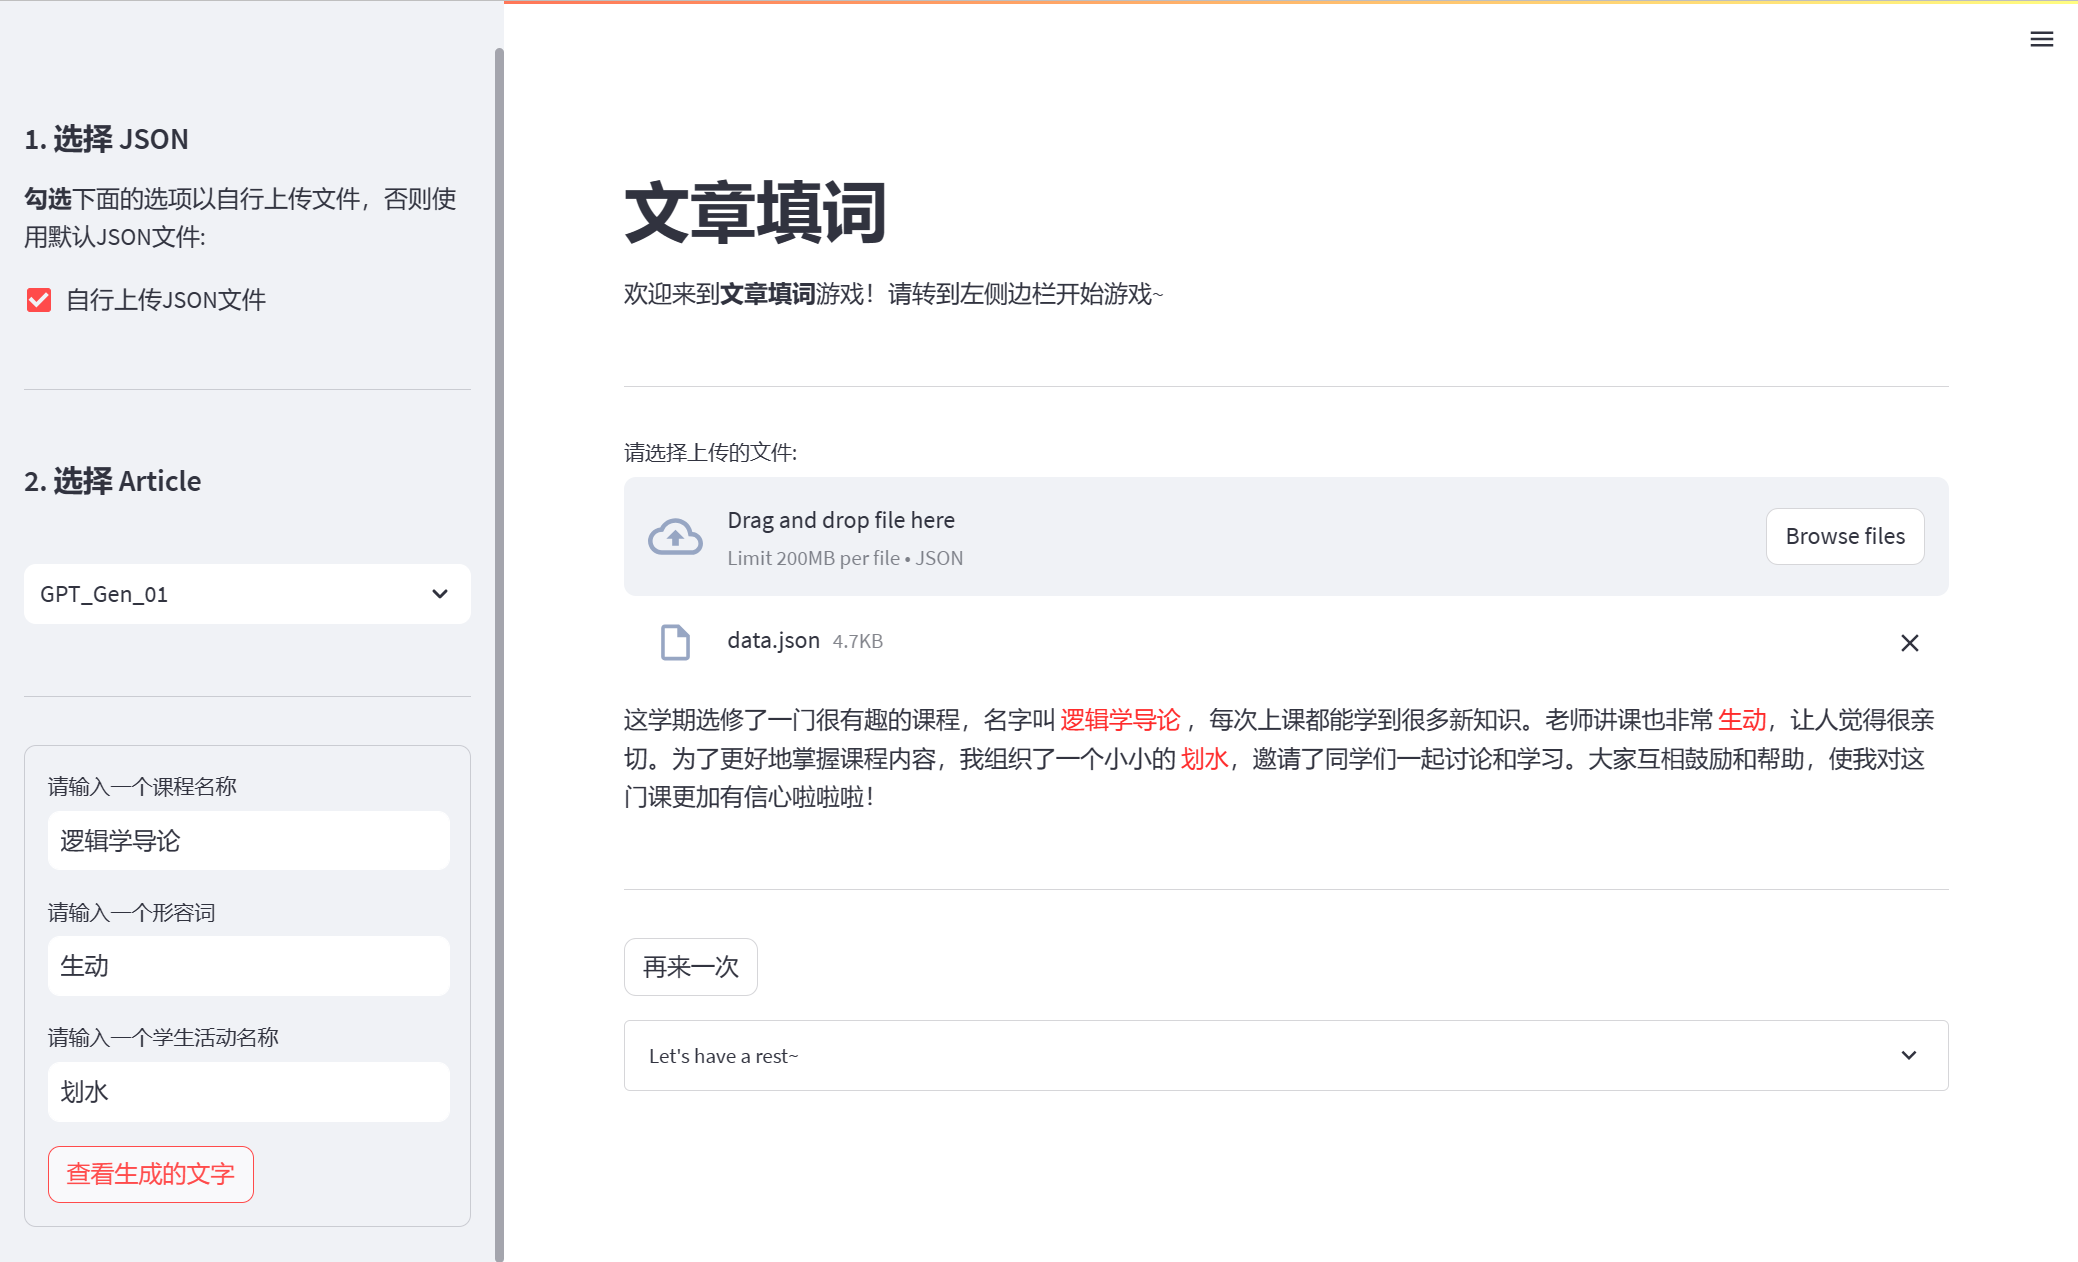 1. 选择 JSON
勾选下面的选项以自行上传文件，否则使
用默认JSON文件:
自行上传JSON文件
2. 选择 Article
GPT_Gen_01
请输入一个课程名称
逻辑学导论
请输入一个形容词
生动
请输入一个学生活动名称
划水
查看生成的文字
文章填词
欢迎来到文章填词游戏！请转到左侧边栏开始游戏~
请选择上传的文件:
Drag and drop file here
Limit 200MB per file • JSON
Browse files
data.json 4.7KB
这学期选修了一门很有趣的课程，名字叫 逻辑学导论 ，每次上课都能学到很多新知识。老师讲课也非常 生动，让人觉得很亲
切。为了更好地掌握课程内容，我组织了一个小小的 划水，邀请了同学们一起讨论和学习。大家互相鼓励和帮助，使我对这
门课更加有信心啦啦啦！
再来一次
Let's have a rest~